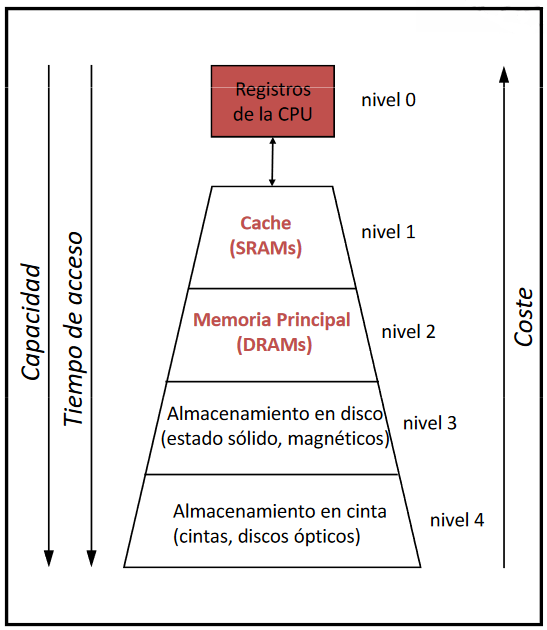 Registros
de la CPU
nivel 0
Cache
(SRAMs)
nivel 1
Memoria Principal
(DRAMs)
nivel 2
Almacenamiento en disco
(estado sólido, magnéticos)
nivel 3
Almacenamiento en cinta
(cintas, discos ópticos)
nivel 4
Capacidad
Tiempo de acceso
Coste